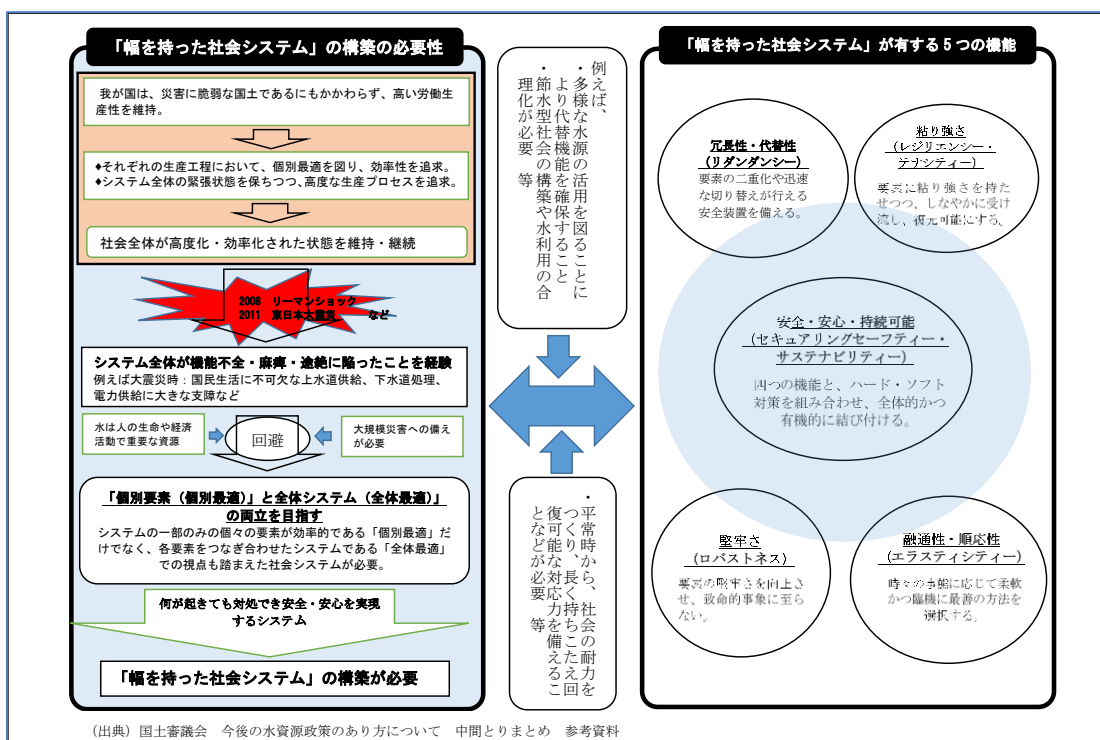 「幅を持った社会システム」の構築の必要性
我が国は、災害に脆弱な国土であるにもかかわらず、高い労働生
産性を維持。
◆それぞれの生産工程において、個別最適を図り、効率性を追求。
◆システム全体の緊張状態を保ちつつ、高度な生産プロセスを追求。
社会全体が高度化・効率化された状態を維持・継続
2008 リーマンショック
2011 東日本大震災 など
システム全体が機能不全・麻痺・途絶に陥ったことを経験
例えば大震災時：国民生活に不可欠な上水道供給、下水道処理、
電力供給に大きな支障など
水は人の生命や経済
活動で重要な資源
回避
大規模災害への備え
が必要
「個別要素（個別最適）」と全体システム（全体最適）」
の両立を目指す
システムの一部のみの個々の要素が効率的である「個別最適」だ
けでなく、各要素をつなぎ合わせたシステムである「全体最適」
での視点も踏まえた社会システムが必要。
何が起きても対処でき安全・安心を実現
するシステム
「幅を持った社会システム」の構築が必要
例えば、
・多様な水源の活用を図ることに
より代替機能を確保すること
・節水型社会の構築や水利用の合
理化が必要 等
・平常時から、社会の耐力を
つくり、長く持ちこたえ回
復可能な対応力を備えるこ
となどが必要 等
「幅を持った社会システム」が有する５つの機能
冗長性・代替性
（リダンダンシー）
要素の二重化や迅速
な切り替えが行える
安全装置を備える。
粘り強さ
（レジリエンシー・
テナシティー）
要素に粘り強さを持た
せつつ、しなやかに受け
流し、復元可能にする。
安全・安心・持続可能
（セキュアリングセーフティー・
サステナビリティー）
四つの機能と、ハード・ソフト
対策を組み合わせ、全体的かつ
有機的に結び付ける。
堅牢さ
（ロバストネス）
要素の堅牢さを向上さ
せ、致命的事象に至ら
ない。
融通性・順応性
（エラスティシティー）
時々の事態に応じて柔軟
かつ臨機に最善の方法を
選択する。
（出典）国土審議会 今後の水資源政策のあり方について 中間とりまとめ 参考資料